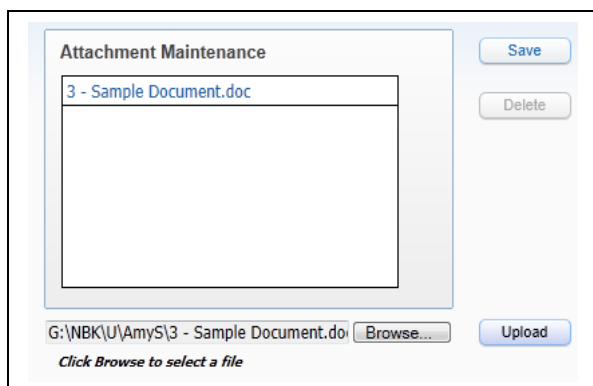 Attachment Maintenance
Save
3 - Sample Document.doc
Delete
G:\NBK\U\AmyS\3 - Sample Document.do
Browse...
Upload
Click Browse to select a file